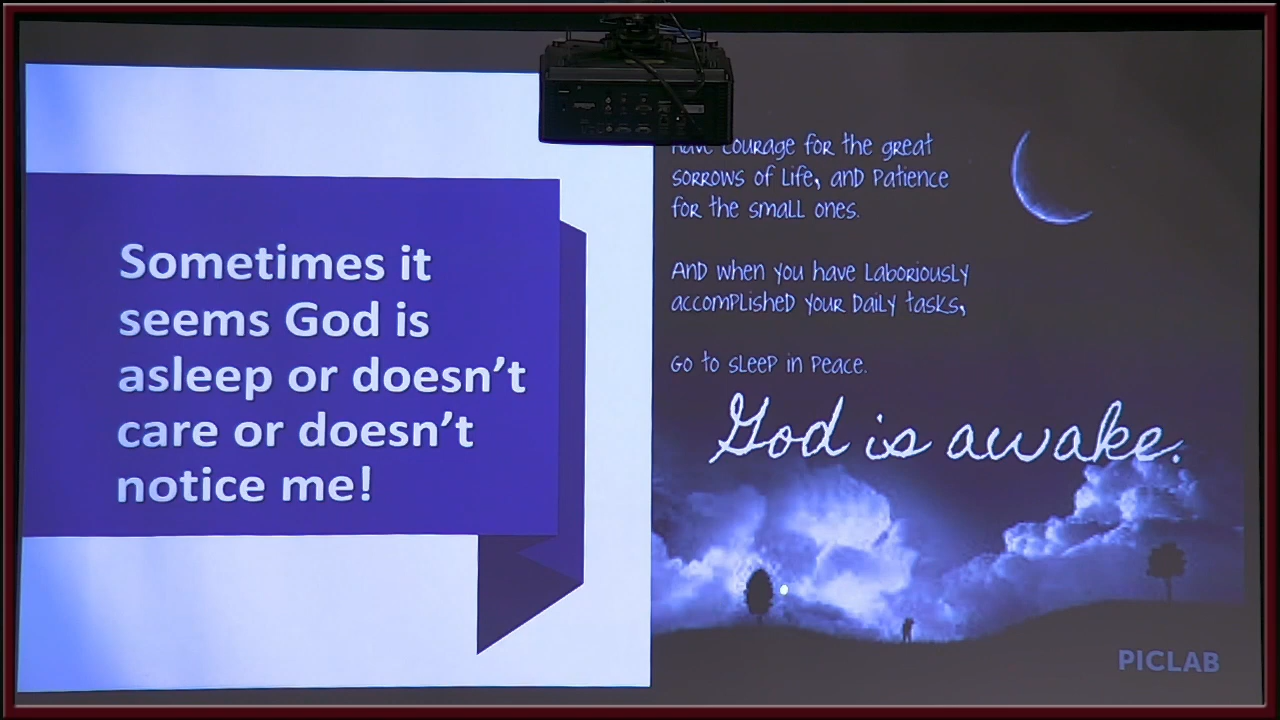 Sometimes it
seems God is
asleep or doesn't
care or doesn't
notice me!
Have courage for the great
sorrows of life, and patience
for the small ones.
And when you have laboriously
accomplished your daily tasks,
go to sleep in peace.
God is awake.
PICLAB